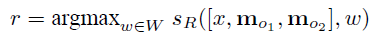 r = argmax_{w∈W} s_R([x, m_{o_1}, m_{o_2}], w)